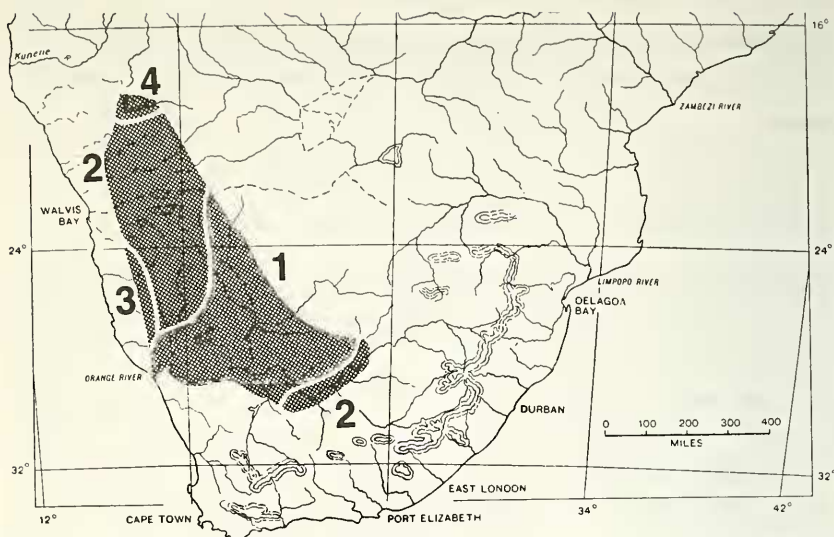 16°
Kunene
4
ZAMBEZI RIVER
2
WALVIS
BAY
24°
1
24°
3
LIMPOPO RIVER
OELAGOA
BAY
ORANGE RIVER
2
DURBAN
0 100 200 300 400
MILES
32°
32°
EAST LONDON
12°
CAPE TOWN
PORT ELIZABETH
34°
42°